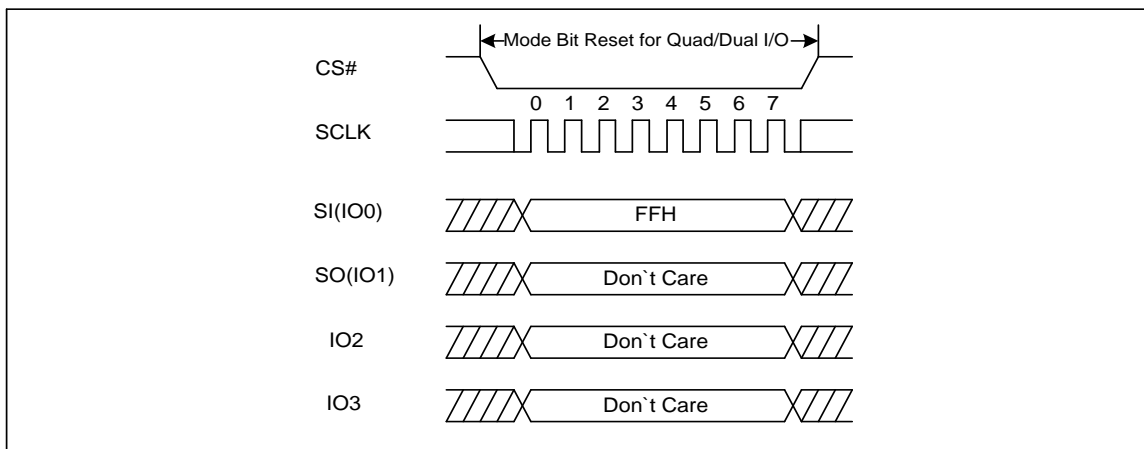 Mode Bit Reset for Quad/Dual I/O
CS#
0 1 2 3 4 5 6 7
SCLK
SI(IO0) FFH
SO(IO1) Don`t Care
IO2 Don`t Care
IO3 Don`t Care